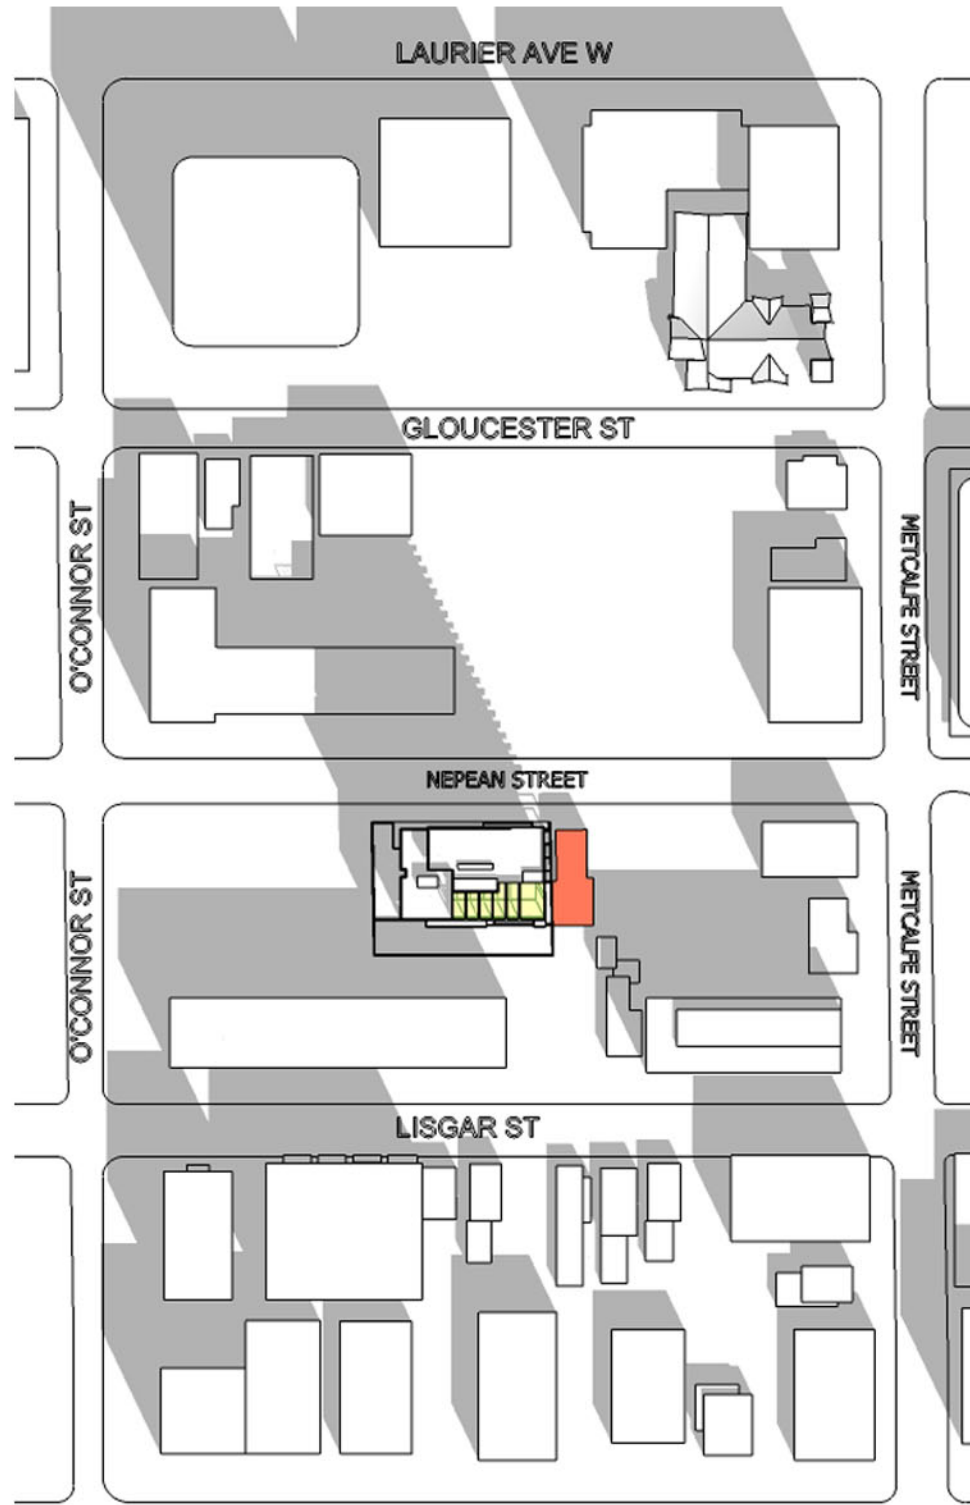 LAURIER AVE W
GLOUCESTER ST
O'CONNOR ST
METCALFE STREET
NEPEAN STREET
O'CONNOR ST
METCALFE STREET
LISGAR ST